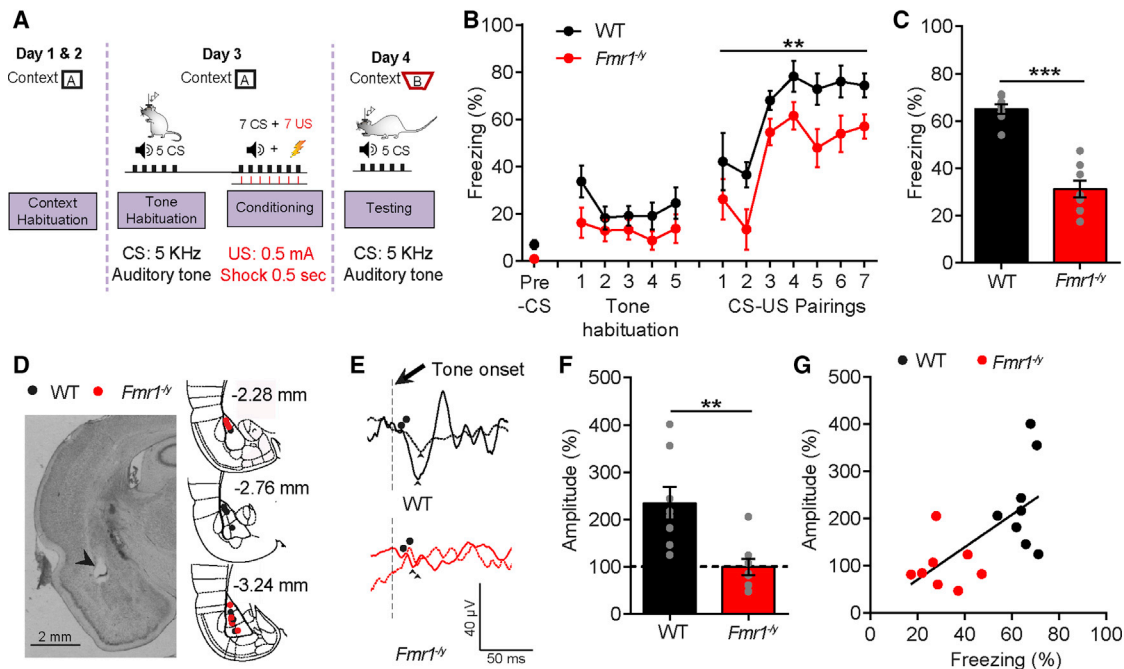 A
Day 1 & 2
Context A
Day 3
Context A
Day 4
Context B
5 CS
7 CS + 7 US
+
5 CS
Context
Habituation
Tone
Habituation
Conditioning
Testing
CS: 5 KHz
Auditory tone
US: 0.5 mA
Shock 0.5 sec
CS: 5 KHz
Auditory tone
B
WT
Fmr1-/y
**
Freezing (%)
100
80
60
40
20
0
Pre
-CS
1 2 3 4 5
Tone
habituation
1 2 3 4 5 6 7
CS-US Pairings
C
***
Freezing (%)
100
80
60
40
20
0
WT
Fmr1-/y
D
WT
Fmr1-/y
-2.28 mm
-2.76 mm
-3.24 mm
2 mm
E
Tone onset
WT
Fmr1-/y
40 μV
50 ms
F
**
Amplitude (%)
500
400
300
200
100
0
WT
Fmr1-/y
G
WT
Fmr1-/y
Amplitude (%)
500
400
300
200
100
0
0 20 40 60 80 100
Freezing (%)